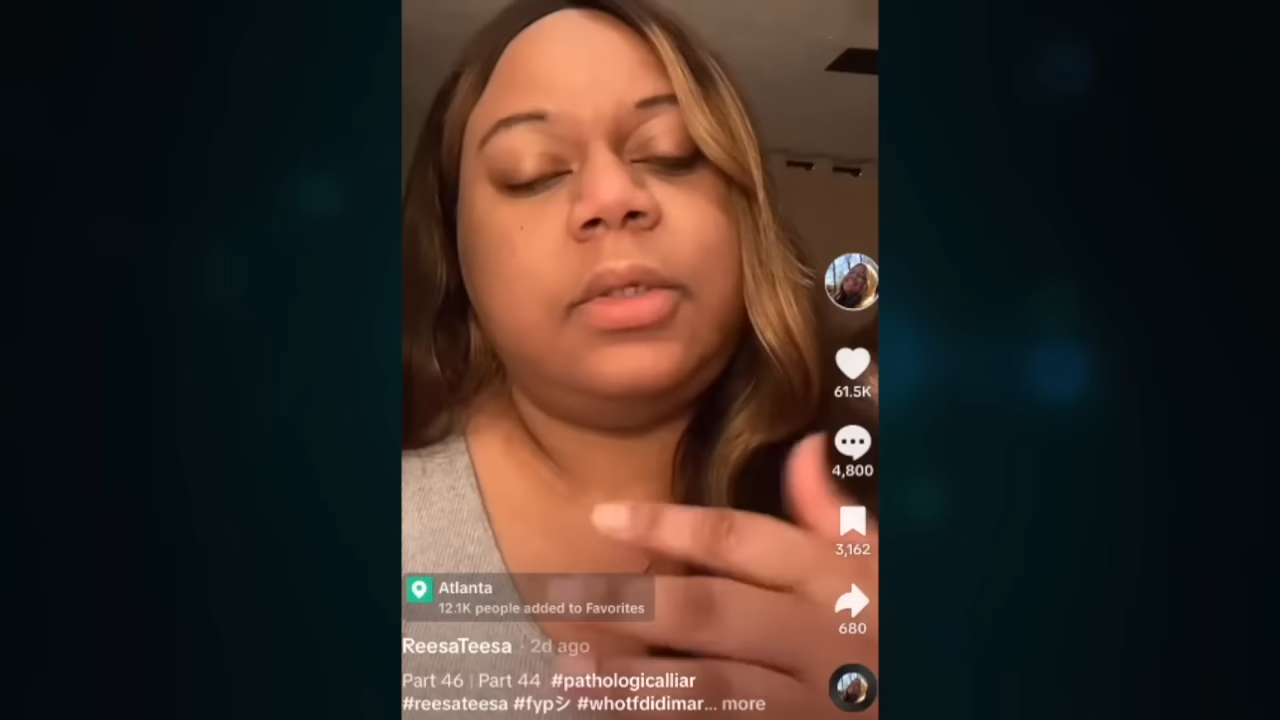 61.5K
4,800
3,162
680
Atlanta
12.1K people added to Favorites
ReesaTeesa · 2d ago
Part 46 | Part 44 #pathologicalliar
#reesateesa #fypシ #whotfdidimar... more